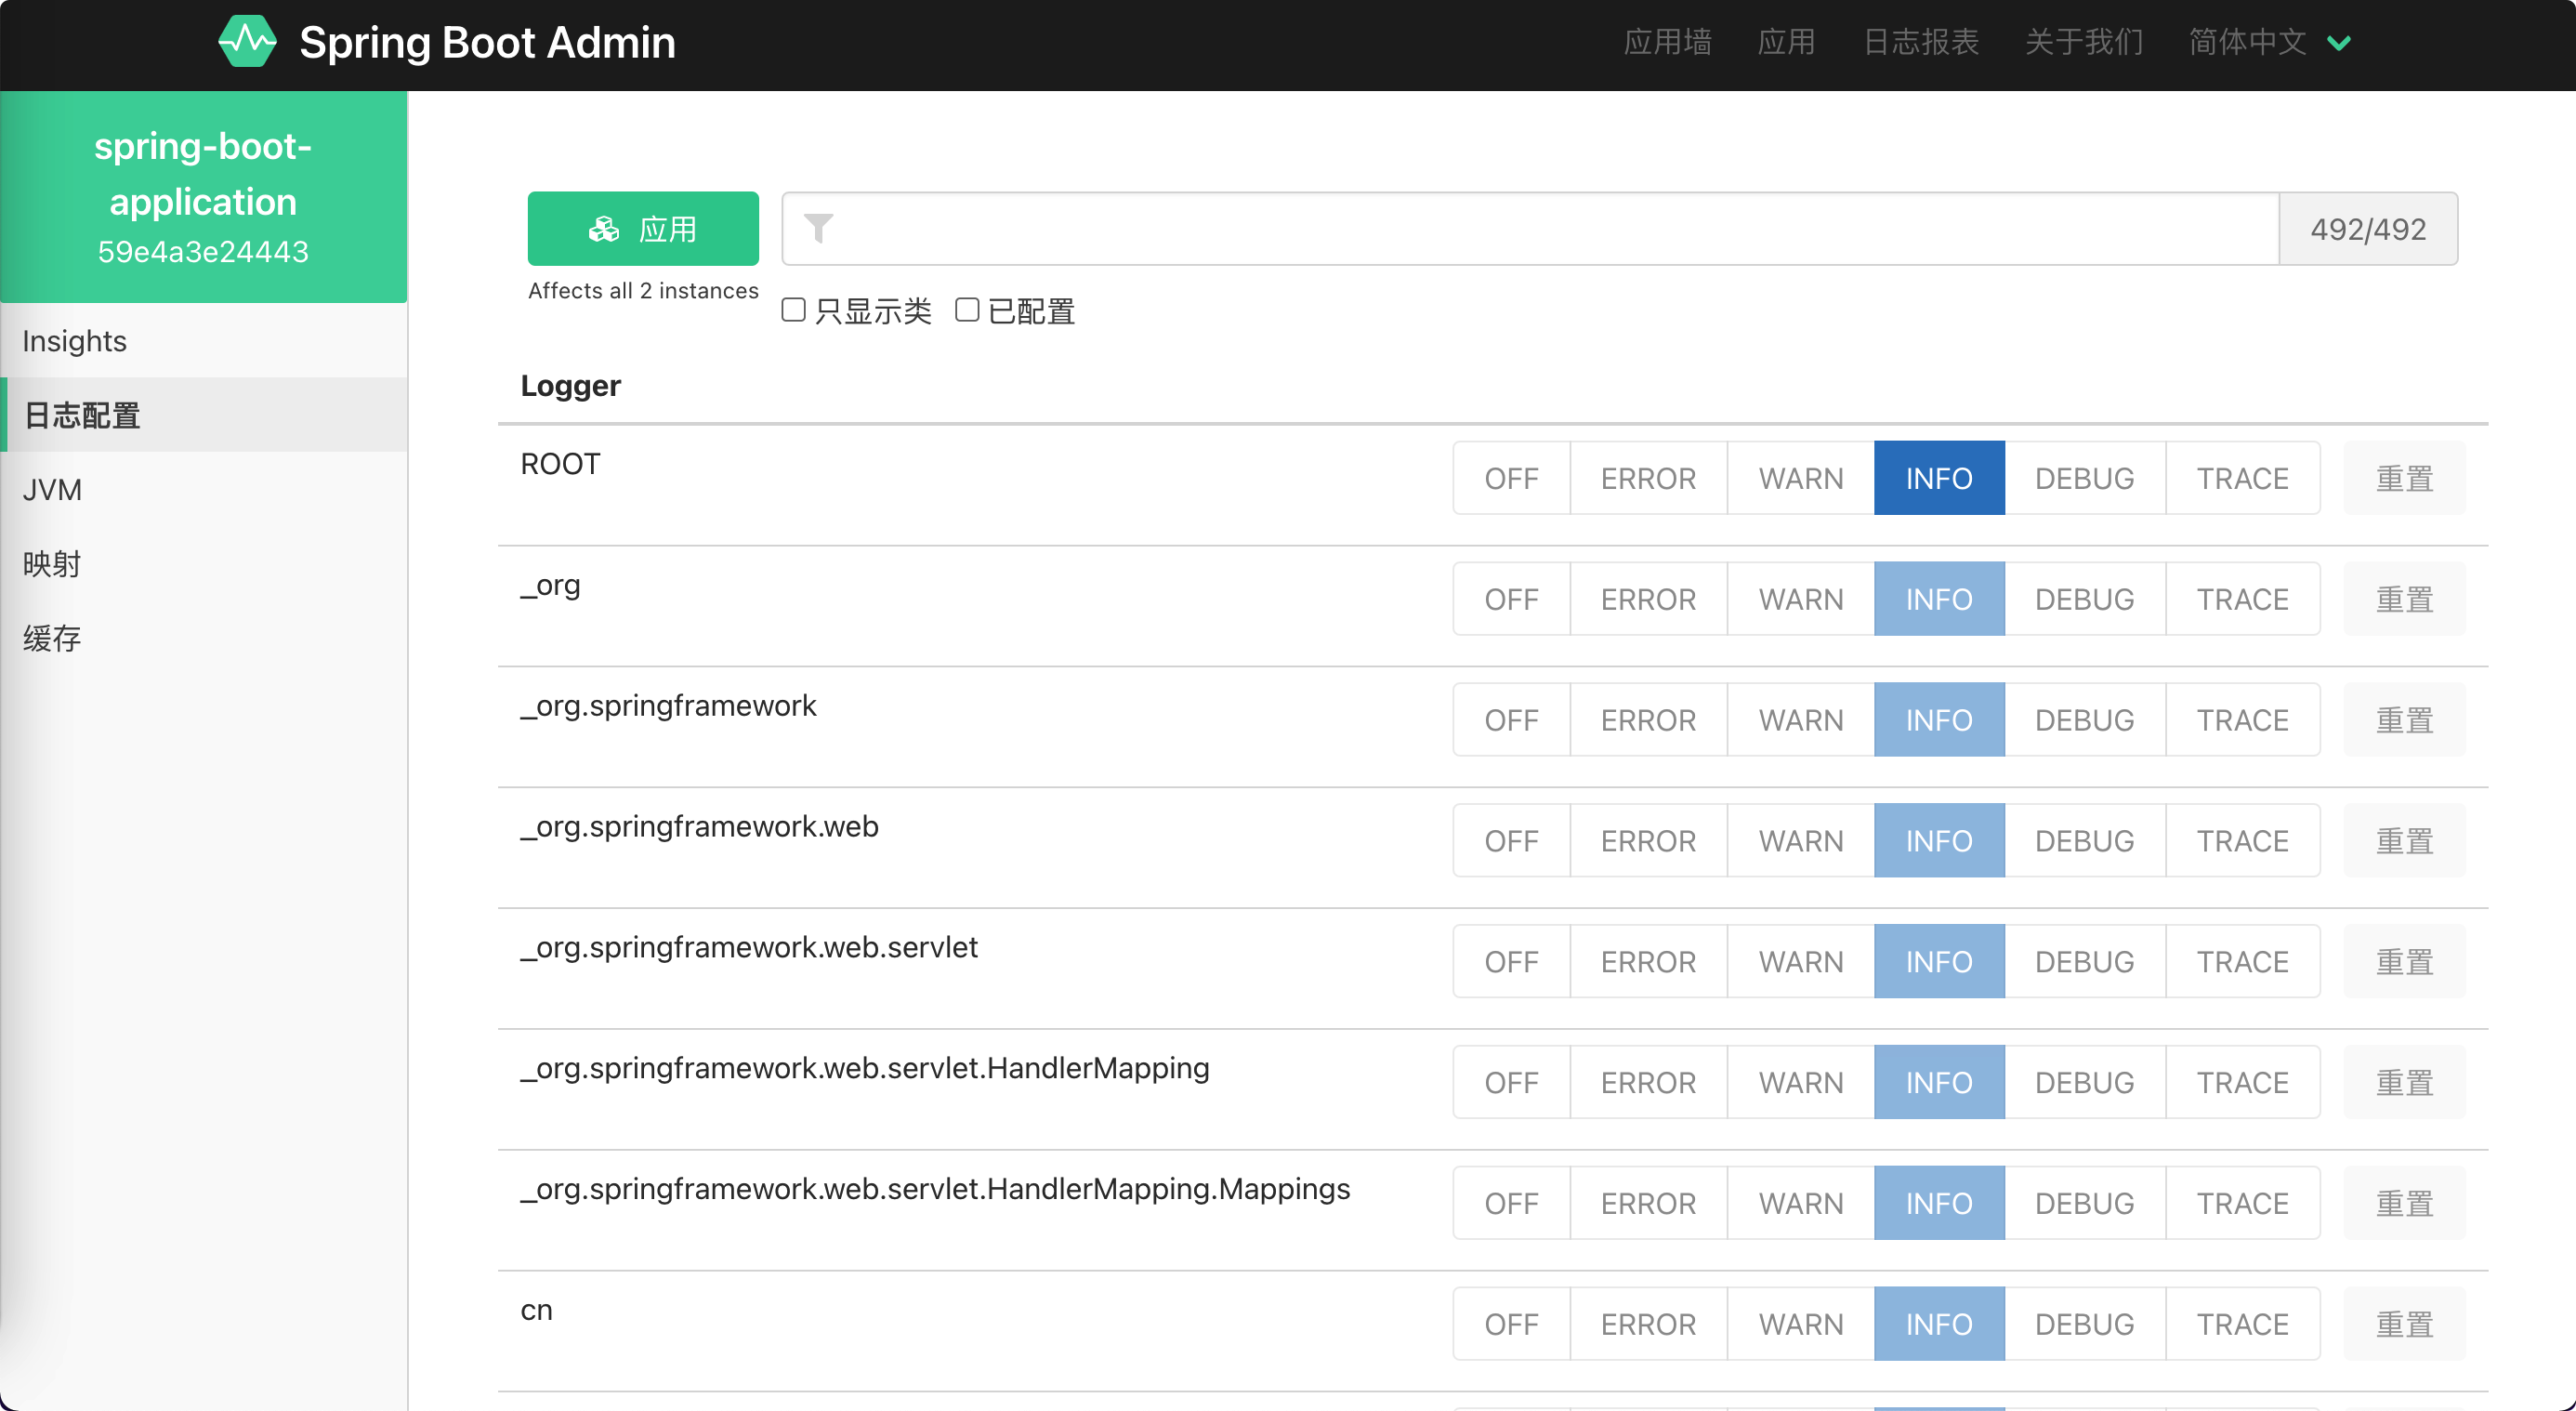 Spring Boot Admin
应用墙 应用 日志报表 关于我们 简体中文
spring-boot-
application
59e4a3e24443
Insights
日志配置
JVM
映射
缓存
应用
492/492
Affects all 2 instances
只显示类 已配置
Logger
ROOT OFF ERROR WARN INFO DEBUG TRACE 重置
_org OFF ERROR WARN INFO DEBUG TRACE 重置
_org.springframework OFF ERROR WARN INFO DEBUG TRACE 重置
_org.springframework.web OFF ERROR WARN INFO DEBUG TRACE 重置
_org.springframework.web.servlet OFF ERROR WARN INFO DEBUG TRACE 重置
_org.springframework.web.servlet.HandlerMapping OFF ERROR WARN INFO DEBUG TRACE 重置
_org.springframework.web.servlet.HandlerMapping.Mappings OFF ERROR WARN INFO DEBUG TRACE 重置
cn OFF ERROR WARN INFO DEBUG TRACE 重置